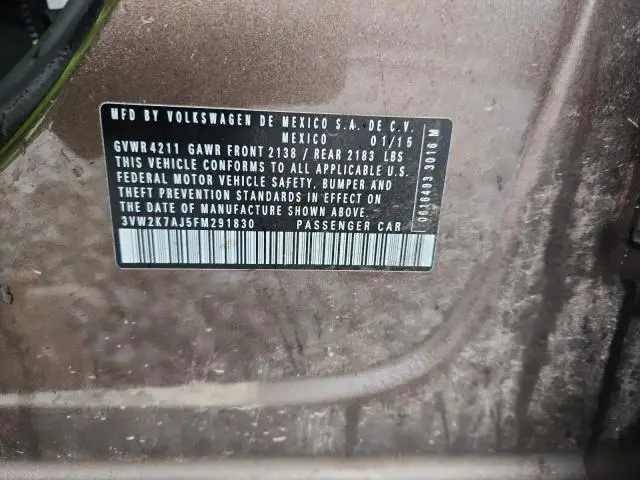 MFD BY VOLKSWAGEN DE MEXICO S.A. DE C.V.
MEXICO 01/15
GVWR 4211 GAWR FRONT 2138 / REAR 2183 LBS
THIS VEHICLE CONFORMS TO ALL APPLICABLE U.S.
FEDERAL MOTOR VEHICLE SAFETY, BUMPER AND
THEFT PREVENTION STANDARDS IN EFFECT ON
THE DATE OF MANUFACTURE SHOWN ABOVE.
3VW2K7AJ5FM291830 PASSENGER CAR
0616493 3016 M